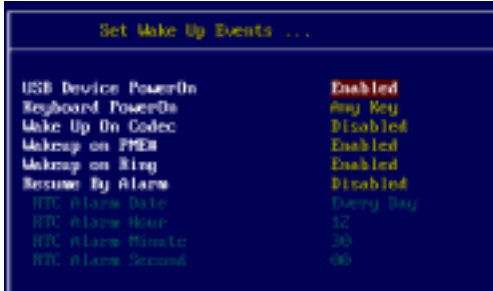 Set Wake Up Events ...
USB Device PowerOn Enabled
Keyboard PowerOn Any Key
Wake Up On Codec Disabled
Wakeup on PME# Enabled
Wakeup on Ring Enabled
Resume By Alarm Disabled
RTC Alarm Date Every Day
RTC Alarm Hour 12
RTC Alarm Minute 30
RTC Alarm Second 00